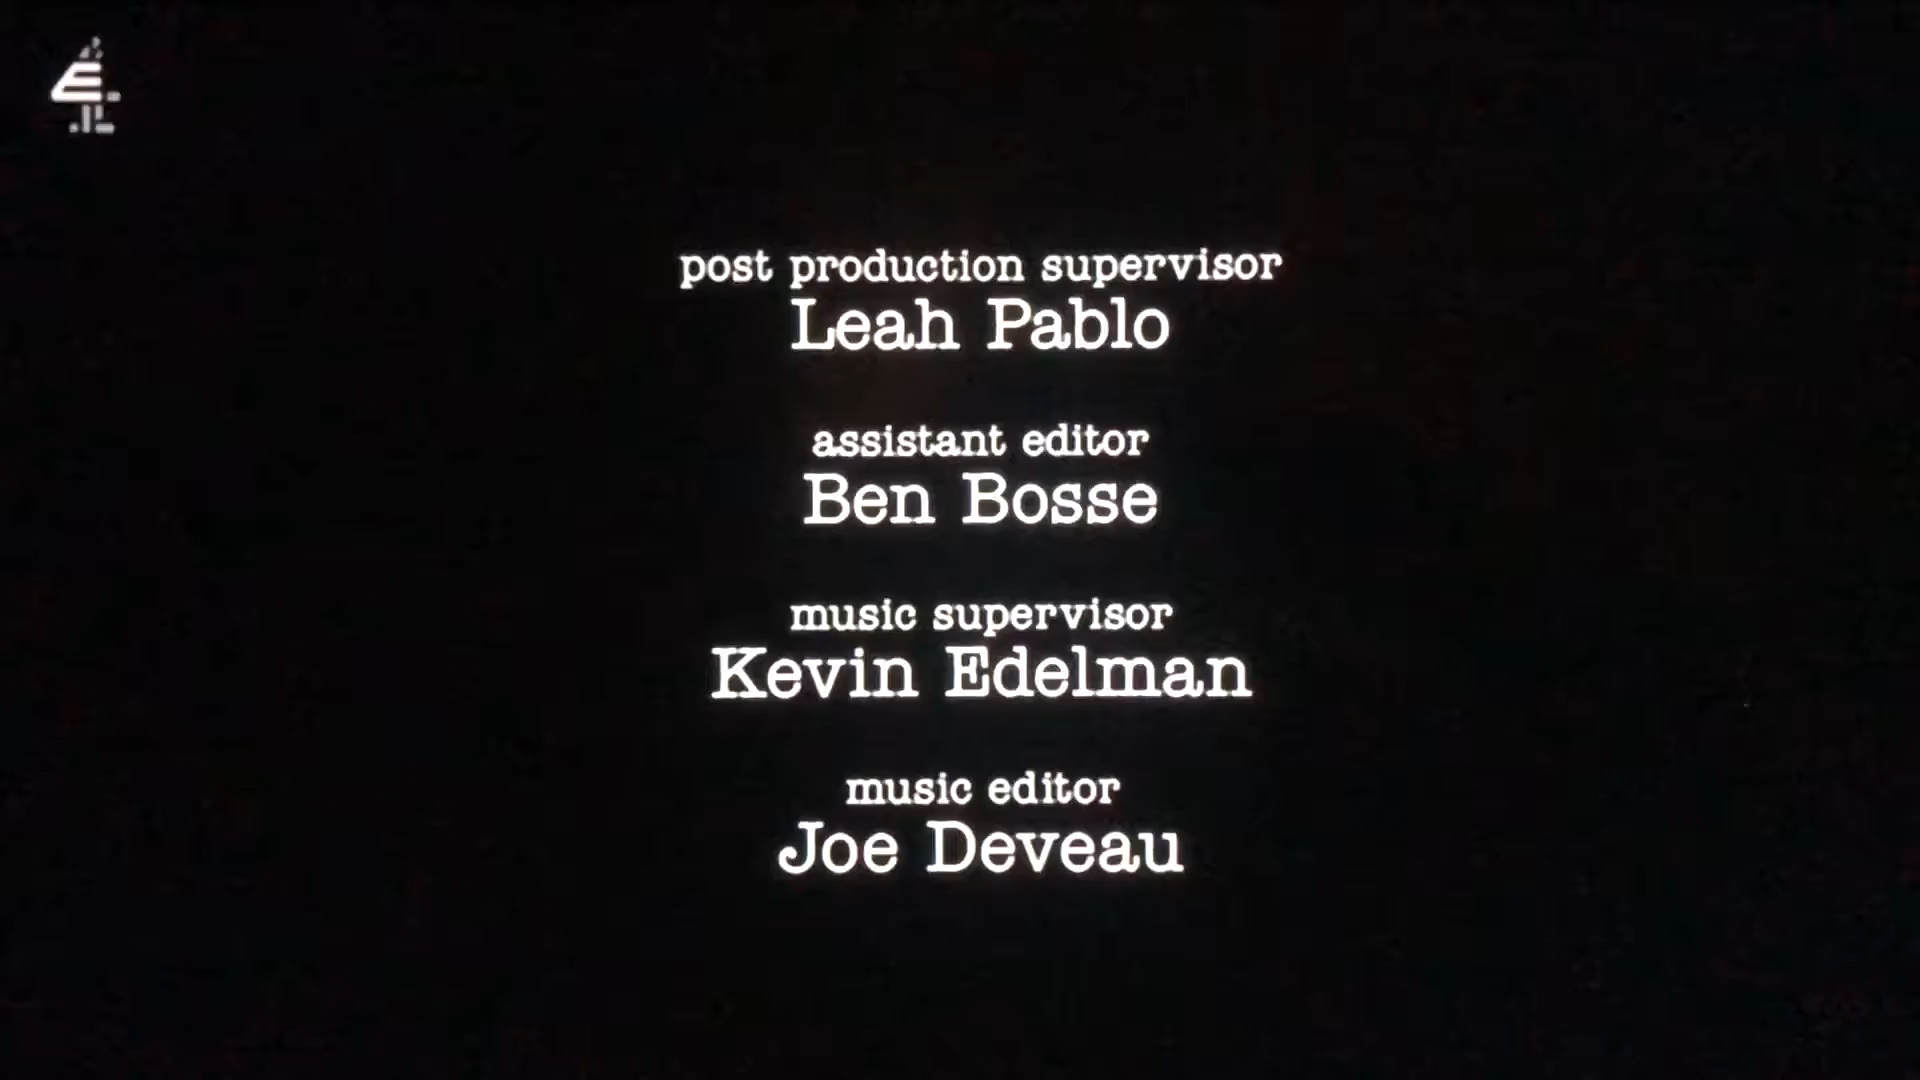 post production supervisor
Leah Pablo
assistant editor
Ben Bosse
music supervisor
Kevin Edelman
music editor
Joe Deveau